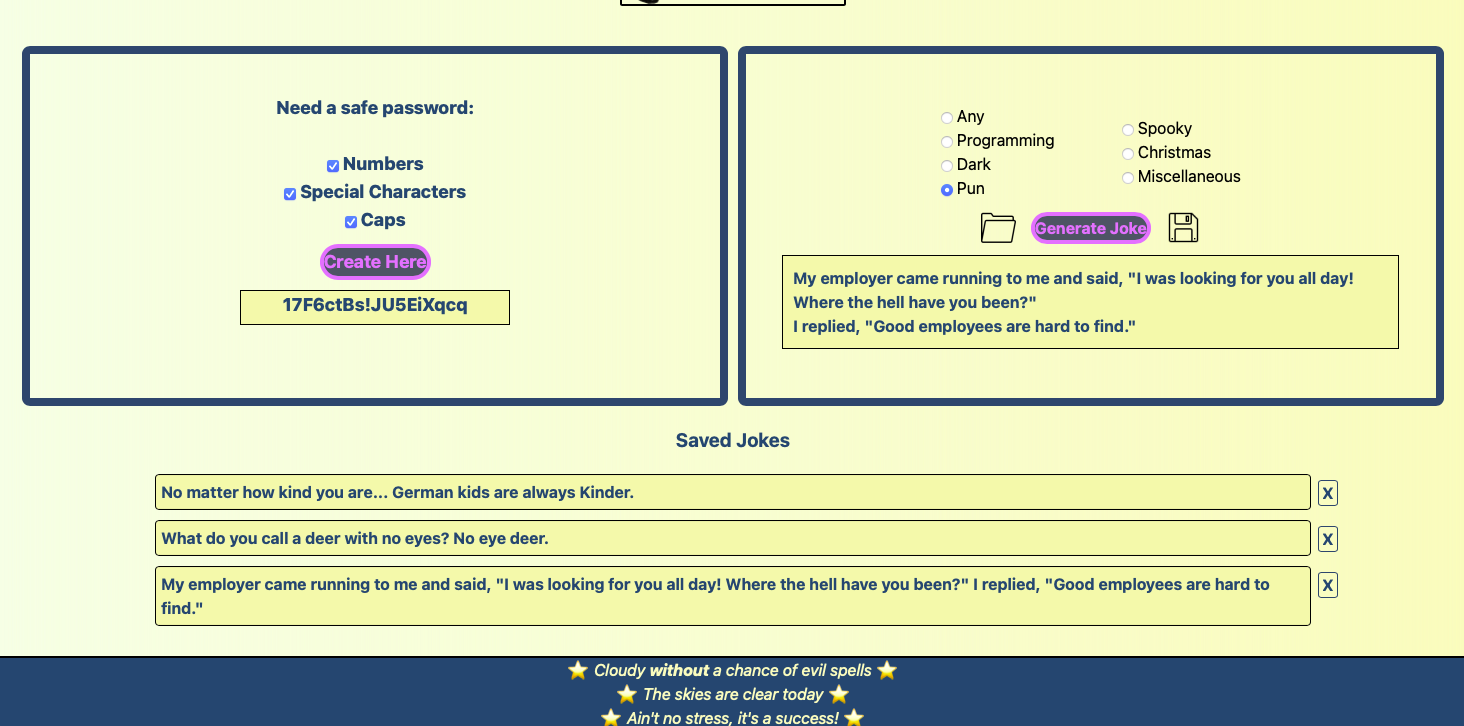 Need a safe password:
Numbers
Special Characters
Caps
Create Here
17F6ctBs!JU5EiXqcq
Any
Programming
Dark
Pun
Spooky
Christmas
Miscellaneous
Generate Joke
My employer came running to me and said, "I was looking for you all day!
Where the hell have you been?"
I replied, "Good employees are hard to find."
Saved Jokes
No matter how kind you are... German kids are always Kinder.
X
What do you call a deer with no eyes? No eye deer.
X
My employer came running to me and said, "I was looking for you all day! Where the hell have you been?" I replied, "Good employees are hard to
find."
X
⭐ Cloudy without a chance of evil spells ⭐
⭐ The skies are clear today ⭐
⭐ Ain't no stress, it's a success! ⭐